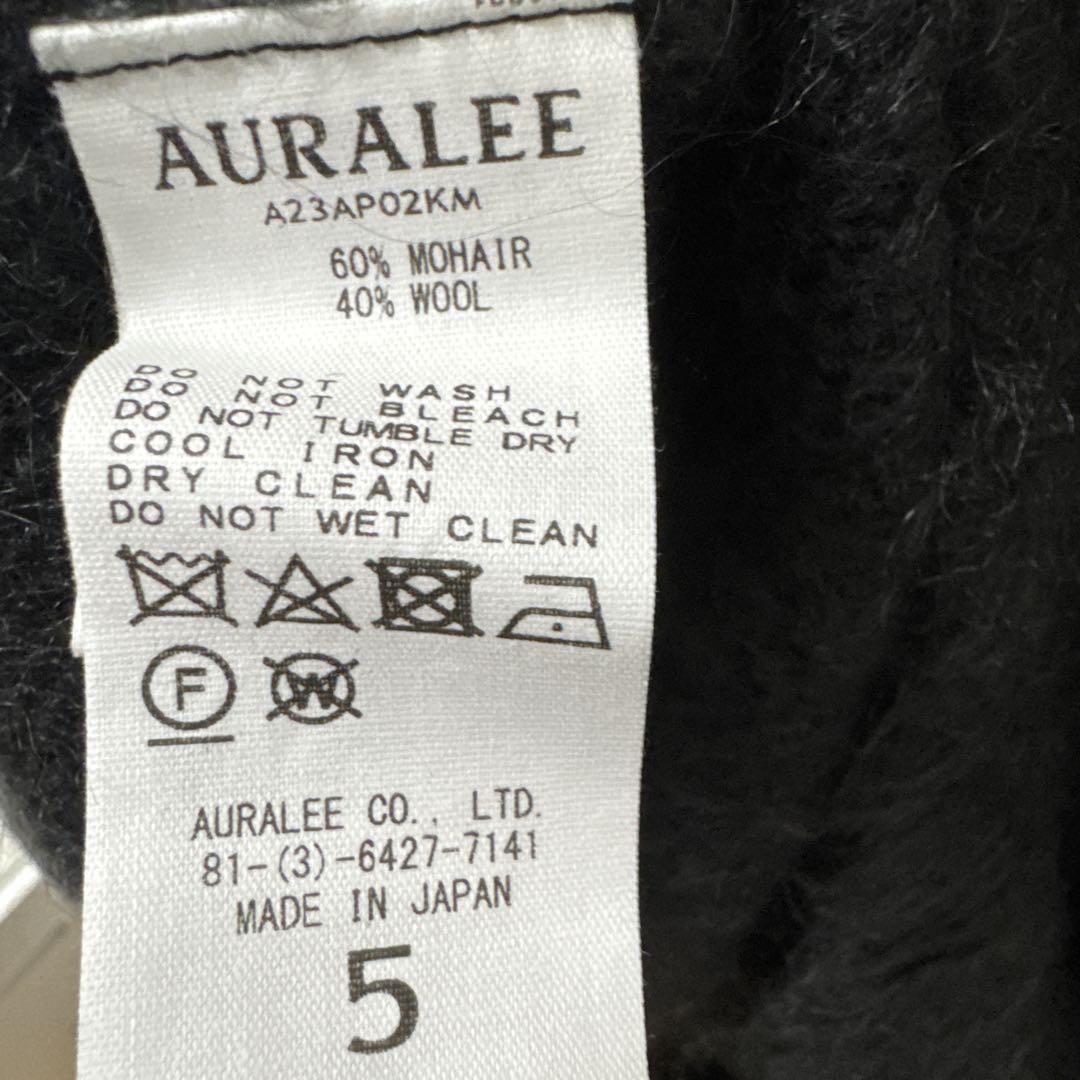 AURALEE
A23AP02KM
60% MOHAIR
40% WOOL
DO NOT WASH
DO NOT BLEACH
DO NOT TUMBLE DRY
COOL IRON
DRY CLEAN
DO NOT WET CLEAN
F W
AURALEE CO., LTD.
81-(3)-6427-7141
MADE IN JAPAN
5